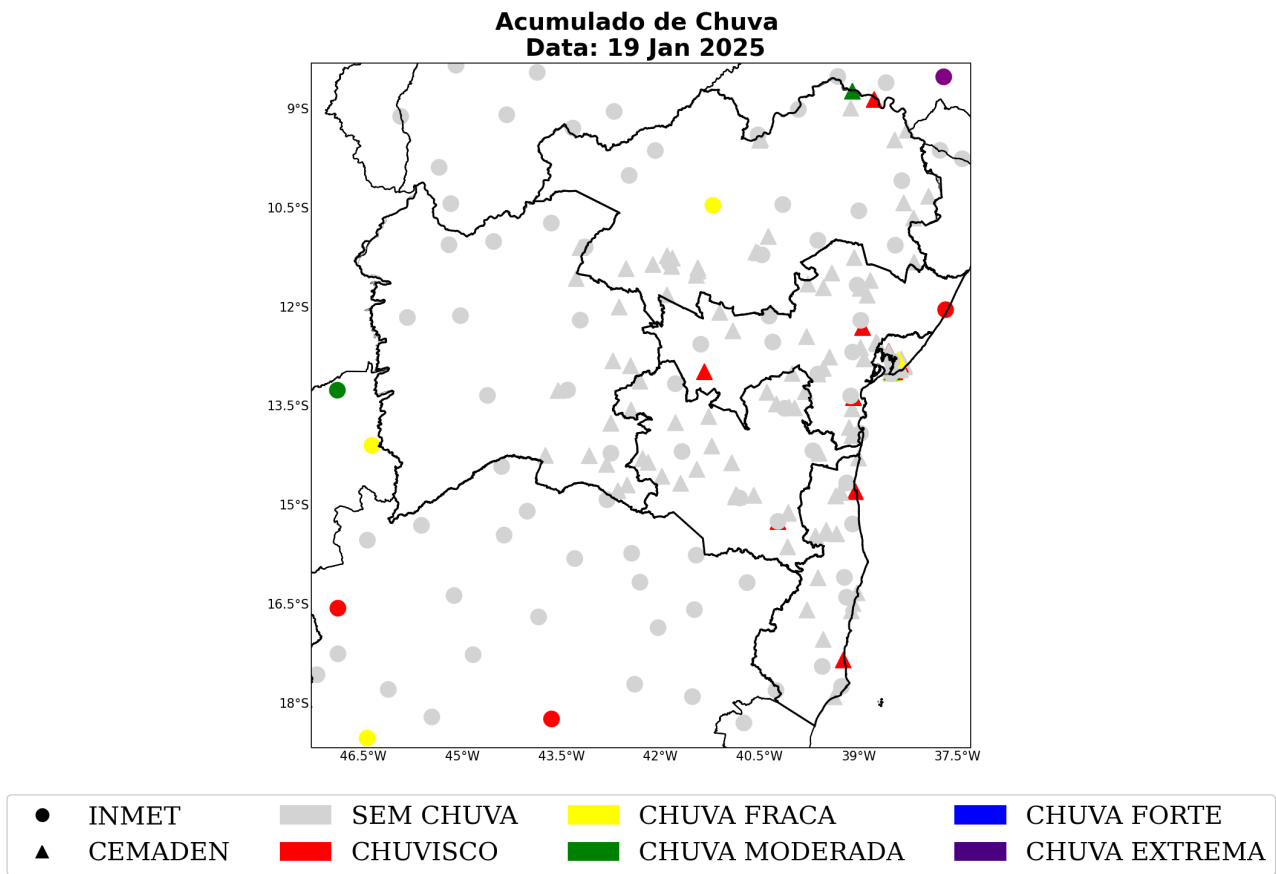 Acumulado de Chuva
Data: 19 Jan 2025
9°S
10.5°S
12°S
13.5°S
15°S
16.5°S
18°S
46.5°W 45°W 43.5°W 42°W 40.5°W 39°W 37.5°W
INMET SEM CHUVA CHUVA FRACA CHUVA FORTE
CEMADEN CHUVISCO CHUVA MODERADA CHUVA EXTREMA